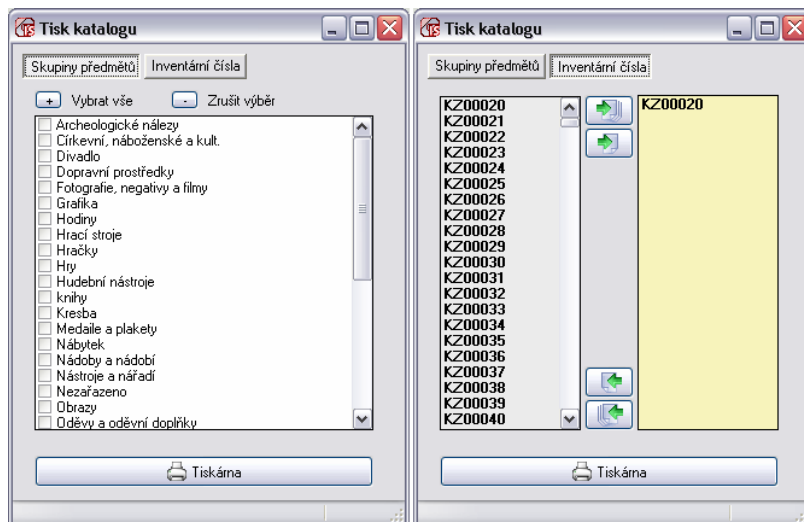 Tisk katalogu
Skupiny předmětů Inventární čísla
+ Vybrat vše - Zrušit výběr
Archeologické nálezy
Církevní, náboženské a kult.
Divadlo
Dopravní prostředky
Fotografie, negativy a filmy
Grafika
Hodiny
Hrací stroje
Hračky
Hry
Hudební nástroje
knihy
Kresba
Medaile a plakety
Nábytek
Nádoby a nádobí
Nástroje a nářadí
Nezařazeno
Obrazy
Oděvy a oděvní doplňky
Tiskárna
Tisk katalogu
Skupiny předmětů Inventární čísla
KZ00020
KZ00021
KZ00022
KZ00023
KZ00024
KZ00025
KZ00026
KZ00027
KZ00028
KZ00029
KZ00030
KZ00031
KZ00032
KZ00033
KZ00034
KZ00035
KZ00036
KZ00037
KZ00038
KZ00039
KZ00040
KZ00020
Tiskárna